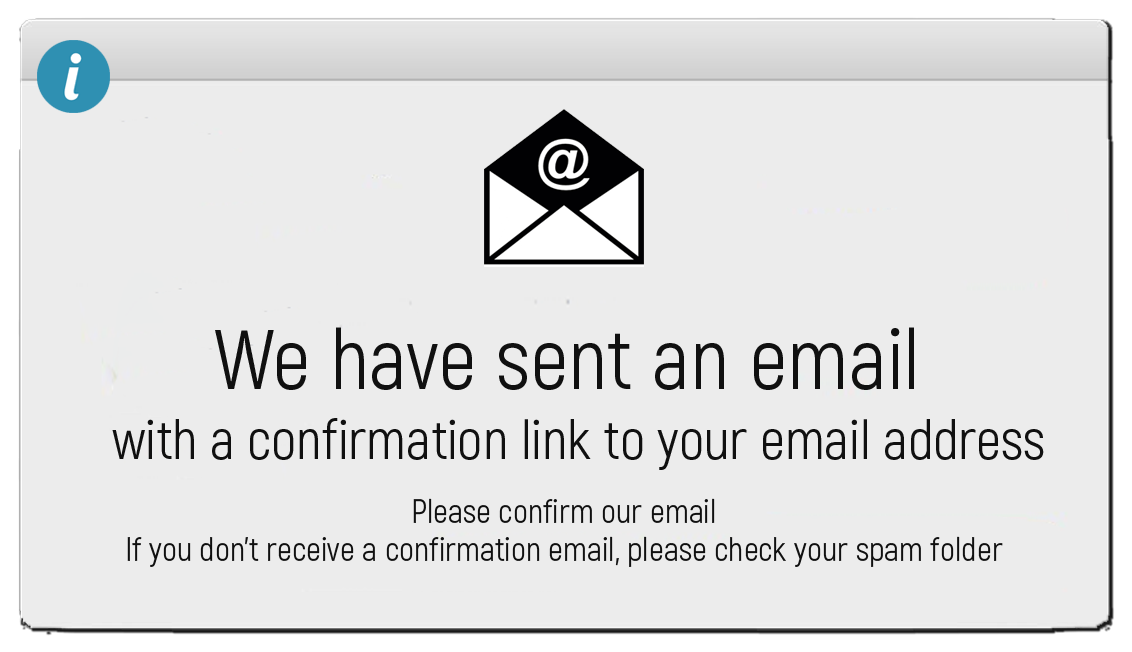 i
@
We have sent an email
with a confirmation link to your email address
Please confirm our email
If you don't receive a confirmation email, please check your spam folder